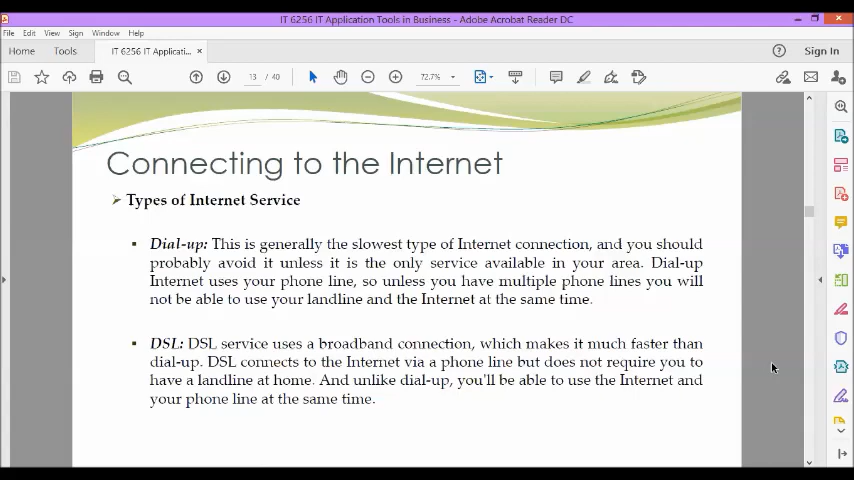 IT 6256 IT Application Tools in Business - Adobe Acrobat Reader DC
File Edit View Sign Window Help
Home Tools IT 6256 IT Applicati... × Sign In
13 / 40 72.7%
Connecting to the Internet
Types of Internet Service
Dial-up: This is generally the slowest type of Internet connection, and you should
probably avoid it unless it is the only service available in your area. Dial-up
Internet uses your phone line, so unless you have multiple phone lines you will
not be able to use your landline and the Internet at the same time.
DSL: DSL service uses a broadband connection, which makes it much faster than
dial-up. DSL connects to the Internet via a phone line but does not require you to
have a landline at home. And unlike dial-up, you'll be able to use the Internet and
your phone line at the same time.